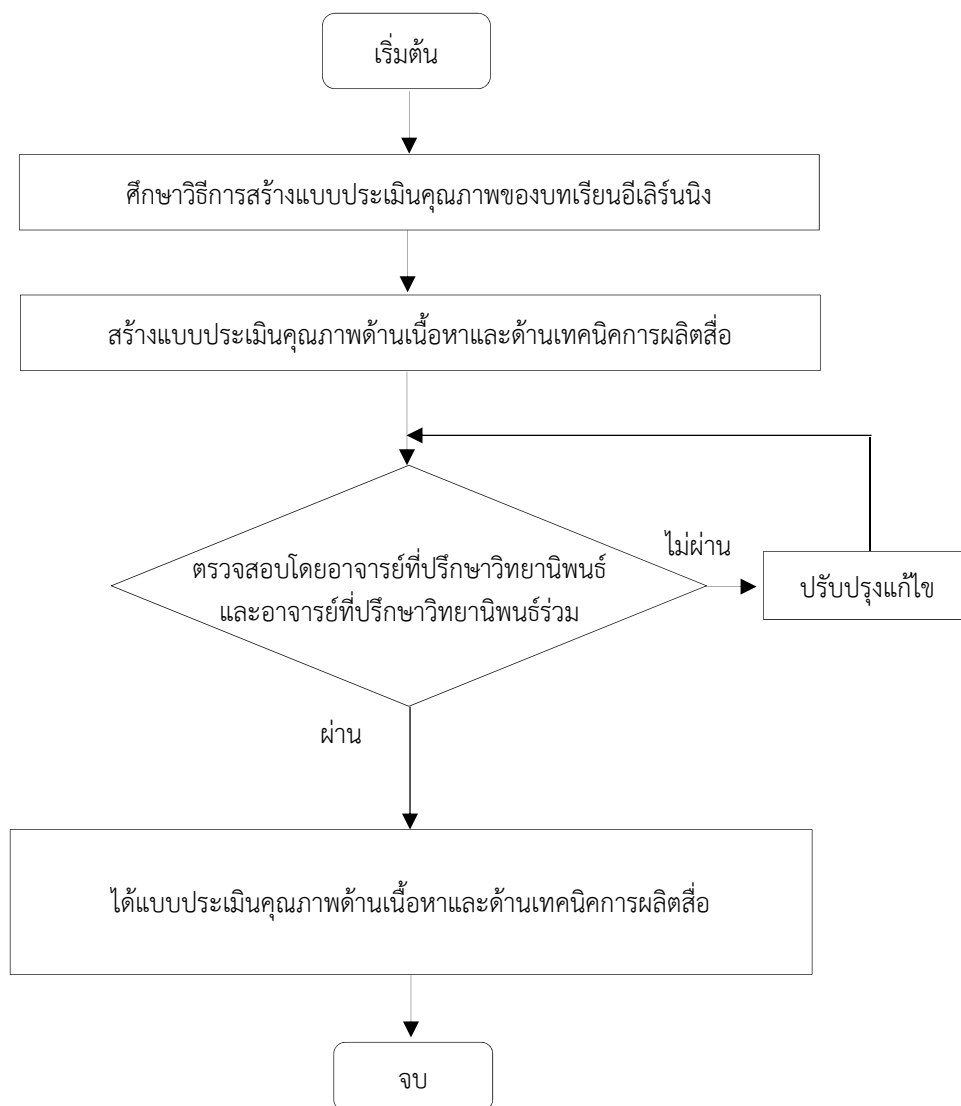 เริ่มต้น
ศึกษาวิธีการสร้างแบบประเมินคุณภาพของบทเรียนอีเลิร์นนิง
สร้างแบบประเมินคุณภาพด้านเนื้อหาและด้านเทคนิคการผลิตสื่อ
ตรวจสอบโดยอาจารย์ที่ปรึกษาวิทยานิพนธ์
และอาจารย์ที่ปรึกษาวิทยานิพนธ์ร่วม
ไม่ผ่าน
ปรับปรุงแก้ไข
ผ่าน
ได้แบบประเมินคุณภาพด้านเนื้อหาและด้านเทคนิคการผลิตสื่อ
จบ